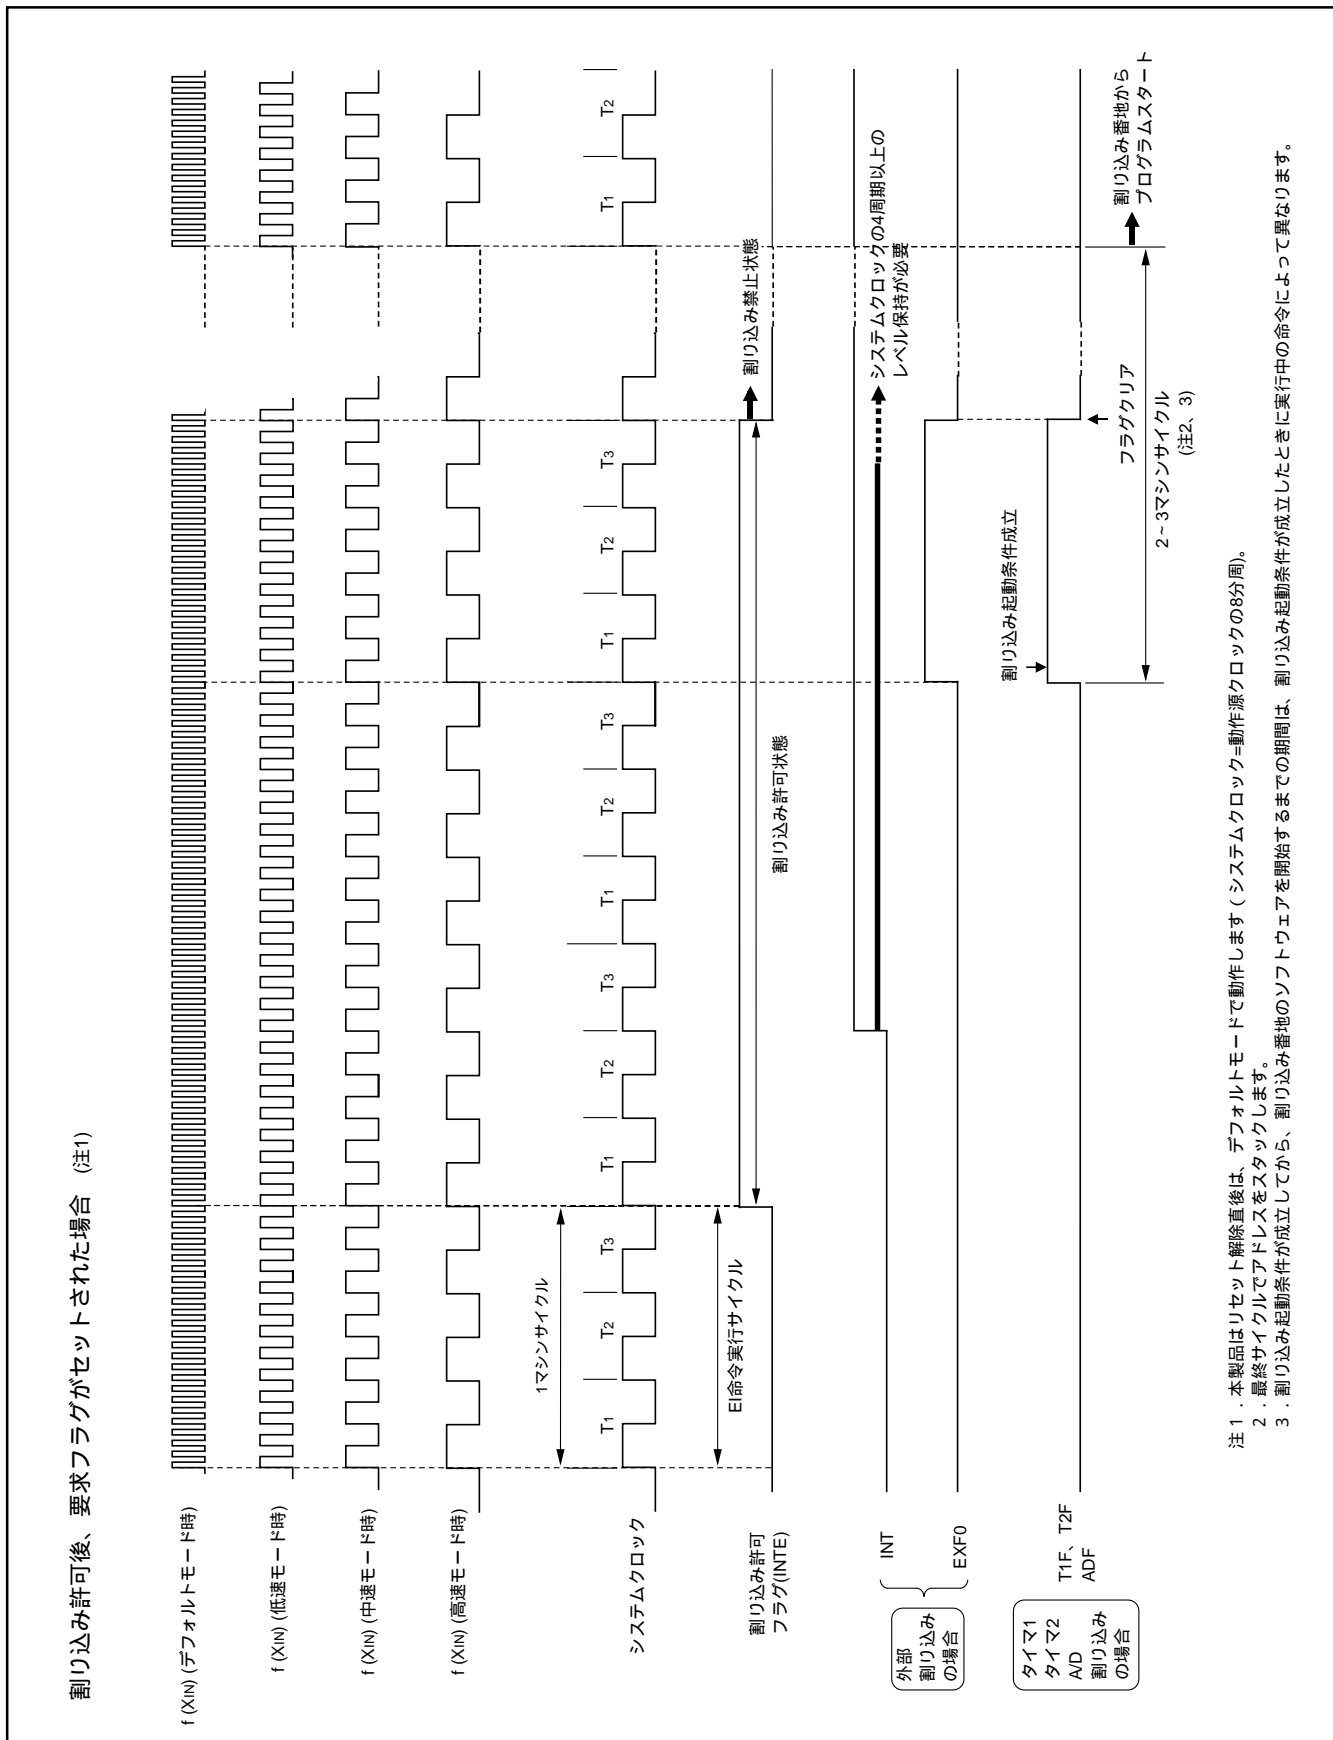 割り込み許可後、要求フラグがセットされた場合 (注1)
f (XIN) (デフォルトモード時)
f (XIN) (低速モード時)
f (XIN) (中速モード時)
f (XIN) (高速モード時)
1マシンサイクル
システムクロック
T1 T2 T3 T1 T2 T3 T1 T2 T3 T1 T2 T3 T1 T2
EI命令実行サイクル
割り込み許可
フラグ(INTE)
割り込み許可状態
割り込み禁止状態
外部
割り込み
の場合
INT
システムクロックの4周期以上の
レベル保持が必要
EXF0
タイマ1
タイマ2
A/D
割り込み
の場合
T1F、T2F
ADF
割り込み起動条件成立
フラグクリア
2~3マシンサイクル
(注2、3)
割り込み番地から
プログラムスタート
注 1 . 本製品はリセット解除直後は、デフォルトモードで動作します ( システムクロック=動作源クロックの8分周)。
2 . 最終サイクルでアドレスをスタックします。
3 . 割り込み起動条件が成立してから、割り込み番地のソフトウェアを開始するまでの期間は、割り込み起動条件が成立したときに実行中の命令によって異なります。